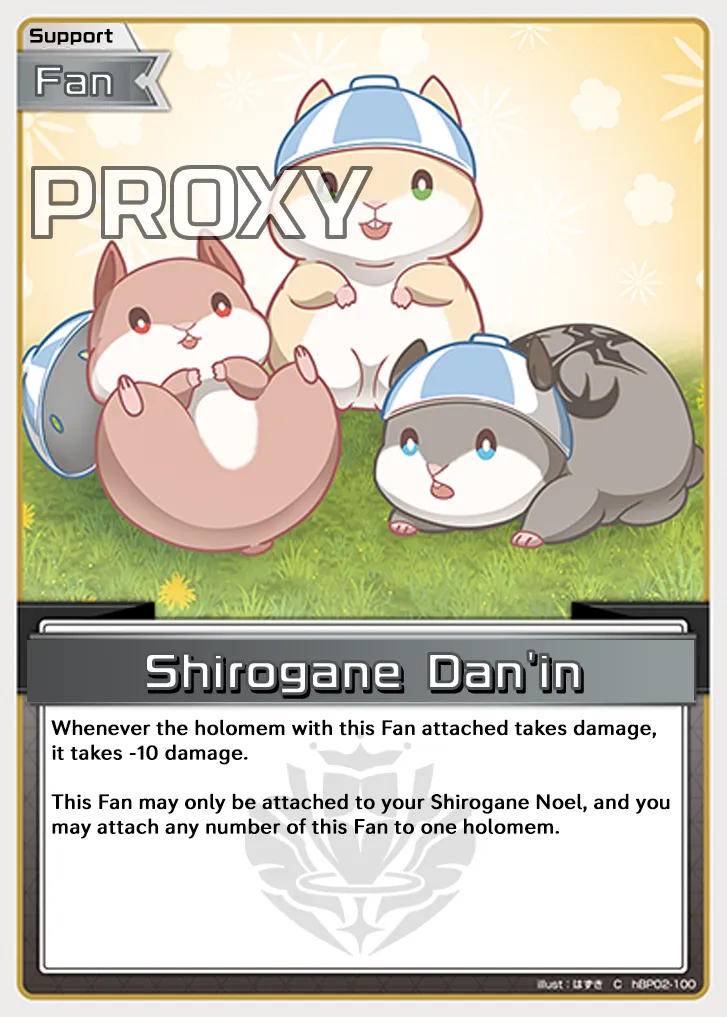 Support
Fan
PROXY
Shirogane Dan'in
Whenever the holomem with this Fan attached takes damage,
it takes -10 damage.
This Fan may only be attached to your Shirogane Noel, and you
may attach any number of this Fan to one holomem.
illust：はずき C hBP02-100